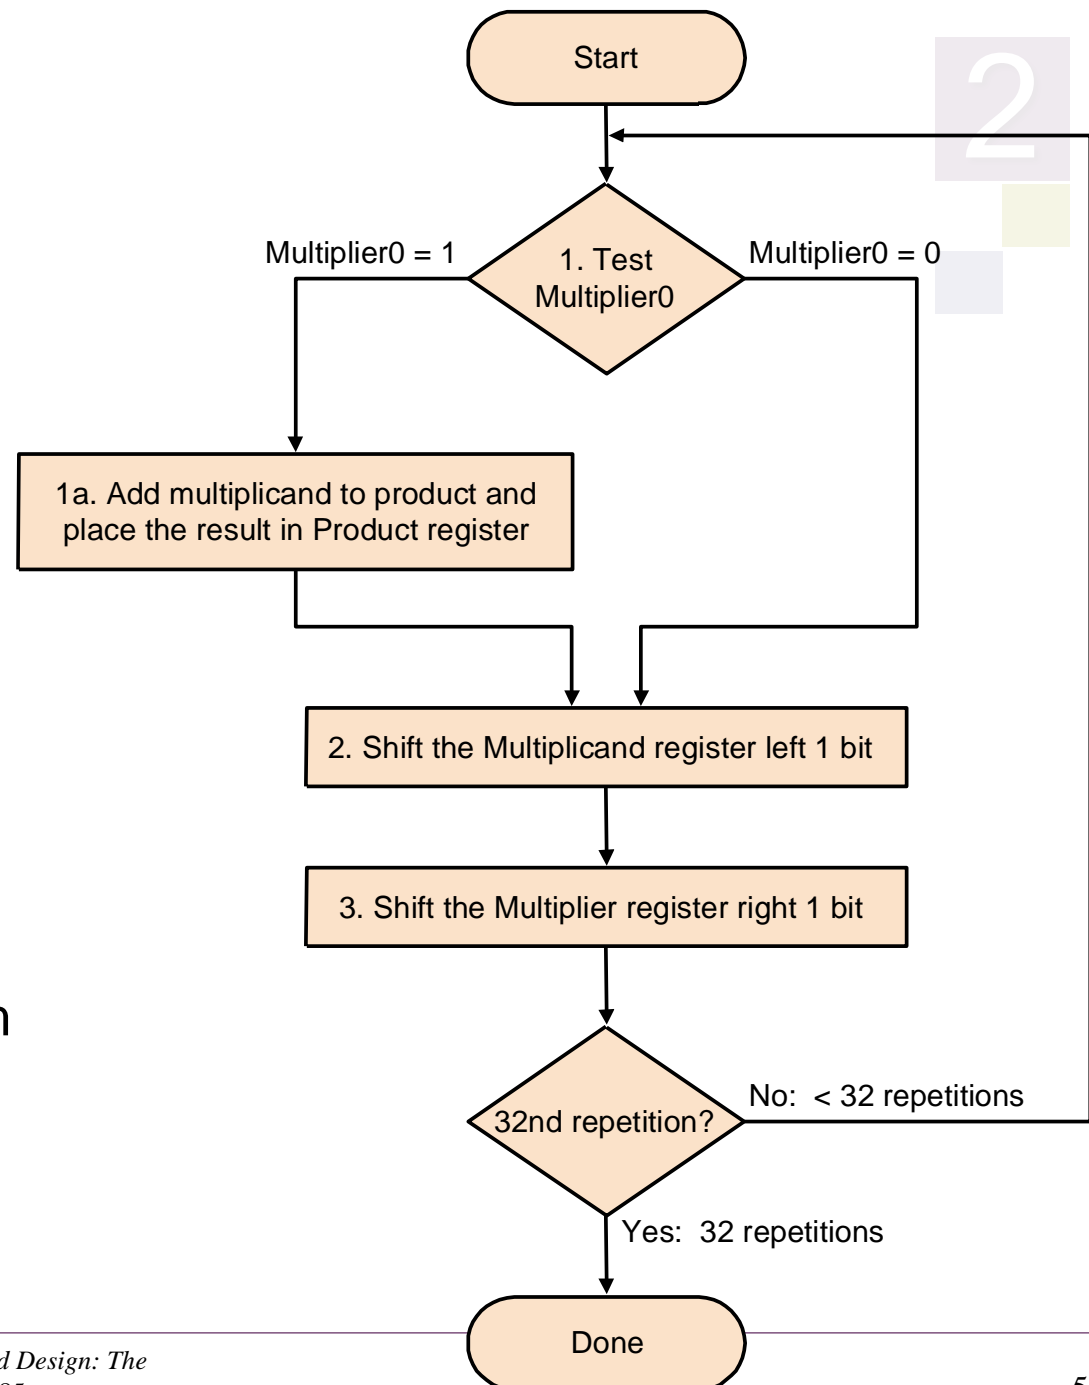 Start
2
Multiplier0 = 1
1. Test
Multiplier0
Multiplier0 = 0
1a. Add multiplicand to product and
place the result in Product register
2. Shift the Multiplicand register left 1 bit
3. Shift the Multiplier register right 1 bit
32nd repetition?
No: < 32 repetitions
Yes: 32 repetitions
Done
Design: The
5